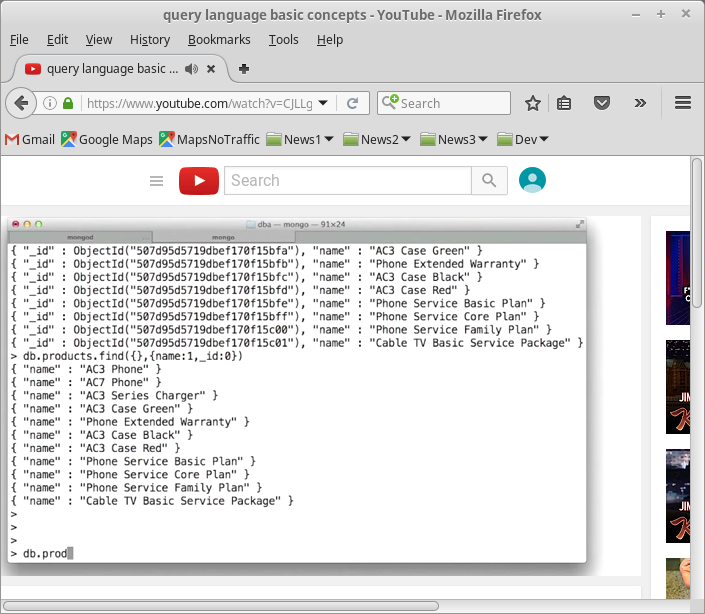 query language basic concepts - YouTube - Mozilla Firefox
File Edit View History Bookmarks Tools Help
query language basic ...
https://www.youtube.com/watch?v=CJLLg
Search
Gmail Google Maps MapsNoTraffic News1 News2 News3 Dev
Search
dba — mongo — 91×24
mongod mongo
{ "_id" : ObjectId("507d95d5719dbef170f15bfa"), "name" : "AC3 Case Green" }
{ "_id" : ObjectId("507d95d5719dbef170f15bfb"), "name" : "Phone Extended Warranty" }
{ "_id" : ObjectId("507d95d5719dbef170f15bfc"), "name" : "AC3 Case Black" }
{ "_id" : ObjectId("507d95d5719dbef170f15bfd"), "name" : "AC3 Case Red" }
{ "_id" : ObjectId("507d95d5719dbef170f15bfe"), "name" : "Phone Service Basic Plan" }
{ "_id" : ObjectId("507d95d5719dbef170f15bff"), "name" : "Phone Service Core Plan" }
{ "_id" : ObjectId("507d95d5719dbef170f15c00"), "name" : "Phone Service Family Plan" }
{ "_id" : ObjectId("507d95d5719dbef170f15c01"), "name" : "Cable TV Basic Service Package" }
> db.products.find({},{name:1,_id:0})
{ "name" : "AC3 Phone" }
{ "name" : "AC7 Phone" }
{ "name" : "AC3 Series Charger" }
{ "name" : "AC3 Case Green" }
{ "name" : "Phone Extended Warranty" }
{ "name" : "AC3 Case Black" }
{ "name" : "AC3 Case Red" }
{ "name" : "Phone Service Basic Plan" }
{ "name" : "Phone Service Core Plan" }
{ "name" : "Phone Service Family Plan" }
{ "name" : "Cable TV Basic Service Package" }
>
>
>
> db.prod